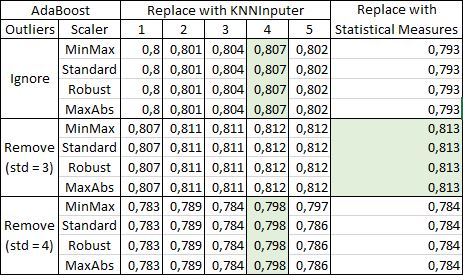 AdaBoost Replace with KNNInputer Replace with Statistical Measures
Outliers Scaler 1 2 3 4 5
Ignore MinMax 0,8 0,801 0,804 0,807 0,802 0,793
Standard 0,8 0,801 0,804 0,807 0,802 0,793
Robust 0,8 0,801 0,804 0,807 0,802 0,793
MaxAbs 0,8 0,801 0,804 0,807 0,802 0,793
Remove (std = 3) MinMax 0,807 0,811 0,811 0,812 0,812 0,813
Standard 0,807 0,811 0,811 0,812 0,812 0,813
Robust 0,807 0,811 0,811 0,812 0,812 0,813
MaxAbs 0,807 0,811 0,811 0,812 0,812 0,813
Remove (std = 4) MinMax 0,783 0,789 0,784 0,798 0,797 0,784
Standard 0,783 0,789 0,784 0,798 0,786 0,784
Robust 0,783 0,789 0,784 0,798 0,786 0,784
MaxAbs 0,783 0,789 0,784 0,798 0,786 0,784